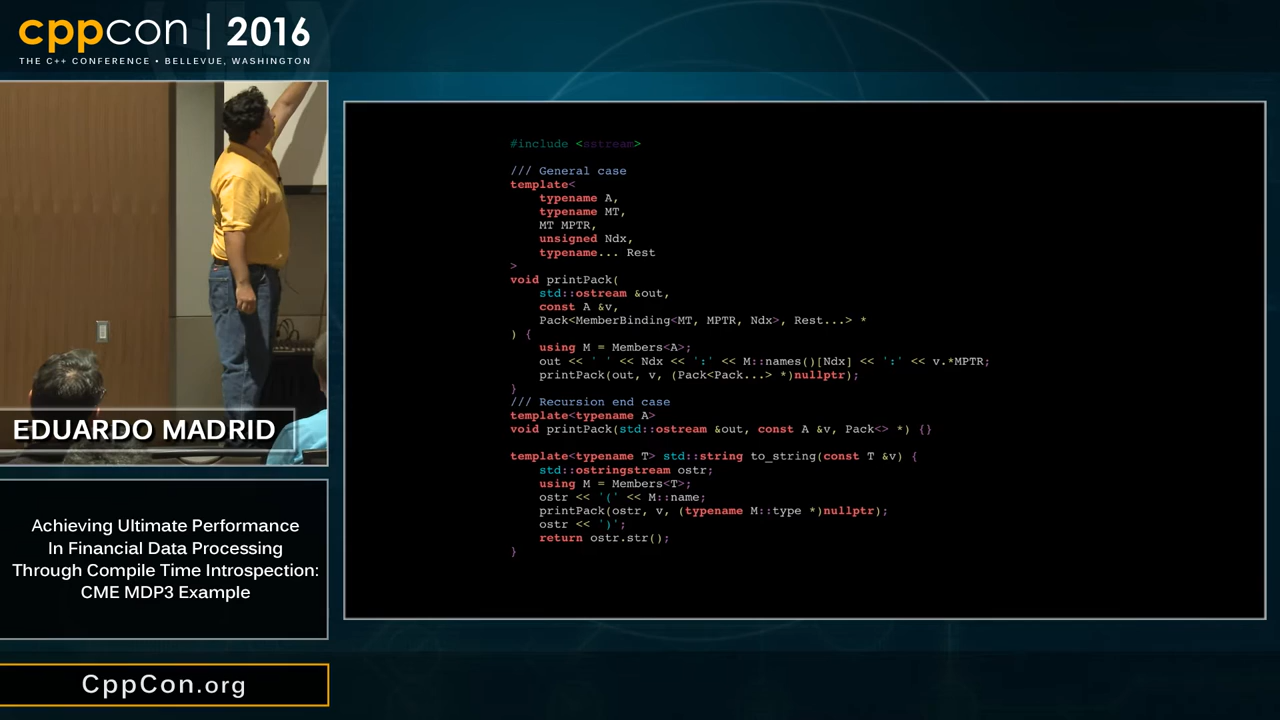 cppcon | 2016
THE C++ CONFERENCE • BELLEVUE, WASHINGTON
#include <sstream>
/// General case
template<
typename A,
typename MT,
MT MPTR,
unsigned Ndx,
typename... Rest
>
void printPack(
std::ostream &out,
const A &v,
Pack<MemberBinding<MT, MPTR, Ndx>, Rest...> *
) {
using M = Members<A>;
out << ' ' << Ndx << ':' << M::names()[Ndx] << ':' << v.*MPTR;
printPack(out, v, (Pack<Pack...> *)nullptr);
}
/// Recursion end case
template<typename A>
void printPack(std::ostream &out, const A &v, Pack<> *) {}
template<typename T> std::string to_string(const T &v) {
std::ostringstream ostr;
using M = Members<T>;
ostr << '(' << M::name;
printPack(ostr, v, (typename M::type *)nullptr);
ostr << ')';
return ostr.str();
}
EDUARDO MADRID
Achieving Ultimate Performance
In Financial Data Processing
Through Compile Time Introspection:
CME MDP3 Example
CppCon.org